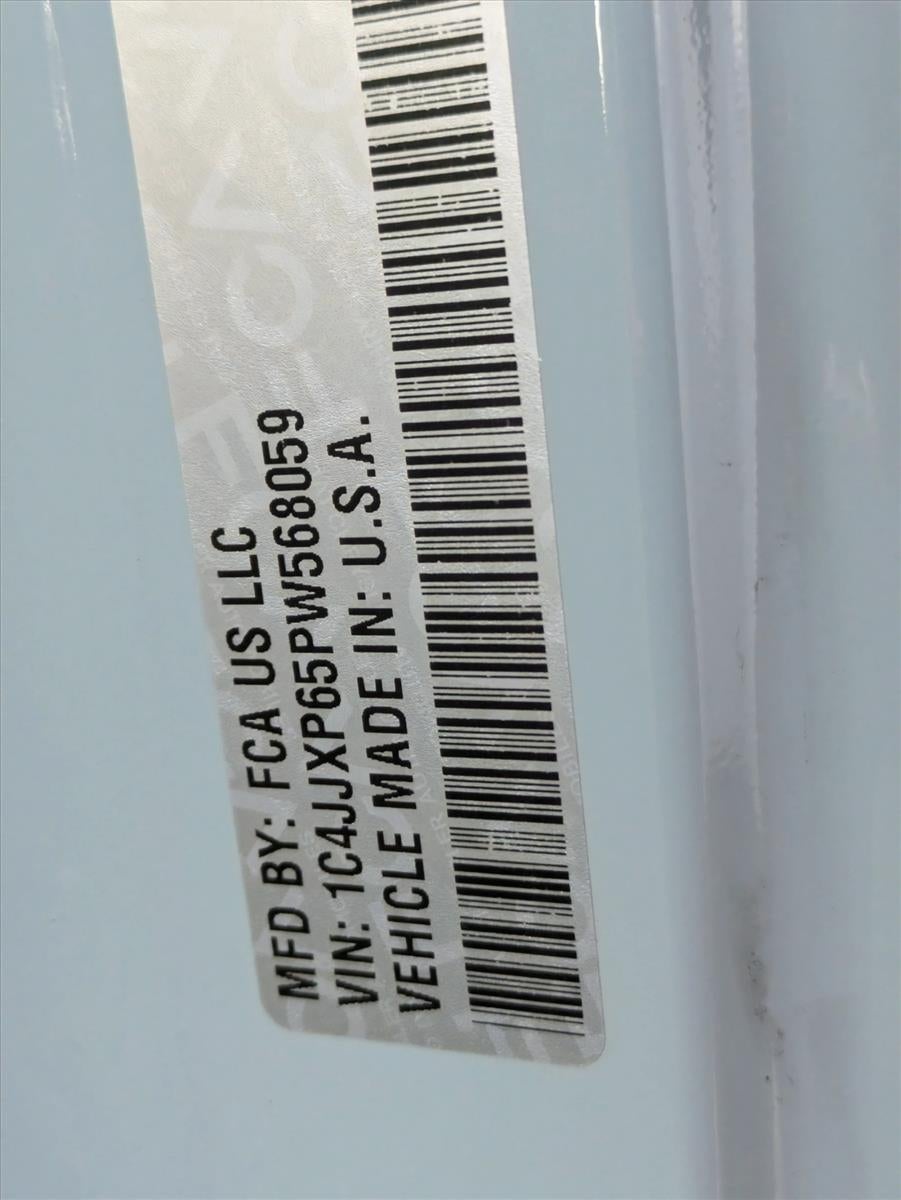 MFD BY: FCA US LLC
VIN: 1C4JJXP65PW568059
VEHICLE MADE IN: U.S.A.